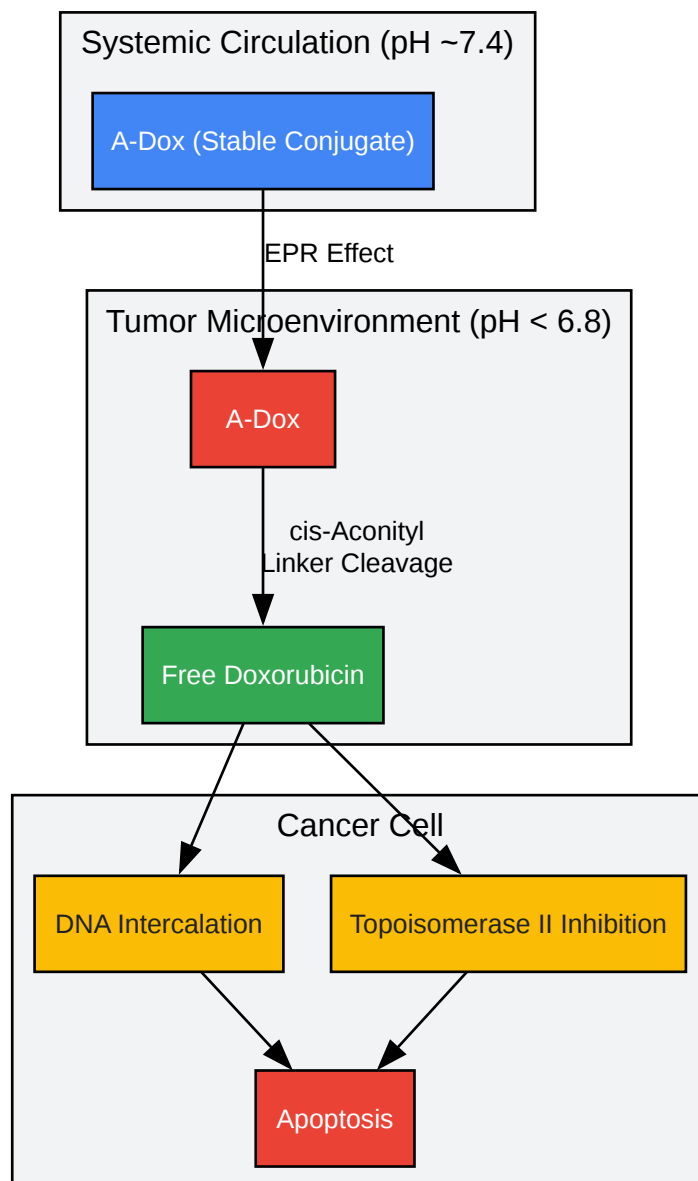 Systemic Circulation (pH ~7.4)
A-Dox (Stable Conjugate)
EPR Effect
Tumor Microenvironment (pH < 6.8)
A-Dox
cis-Aconityl
Linker Cleavage
Free Doxorubicin
Cancer Cell
DNA Intercalation
Topoisomerase II Inhibition
Apoptosis